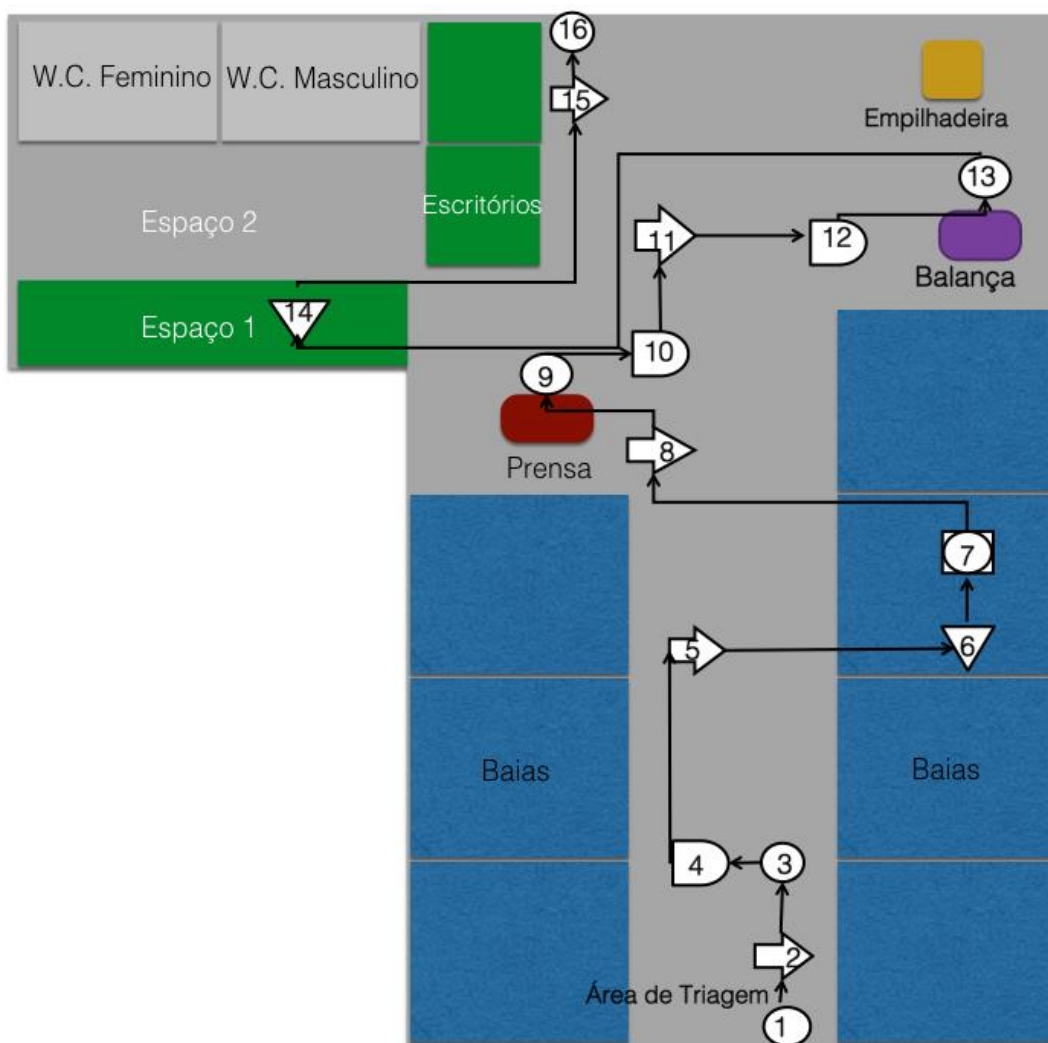 16
W.C. Feminino
W.C. Masculino
15
Empilhadeira
13
Escritórios
Espaço 2
11
12
Balança
14
Espaço 1
10
9
8
Prensa
7
5
6
Baias
Baias
4
3
2
Área de Triagem
1